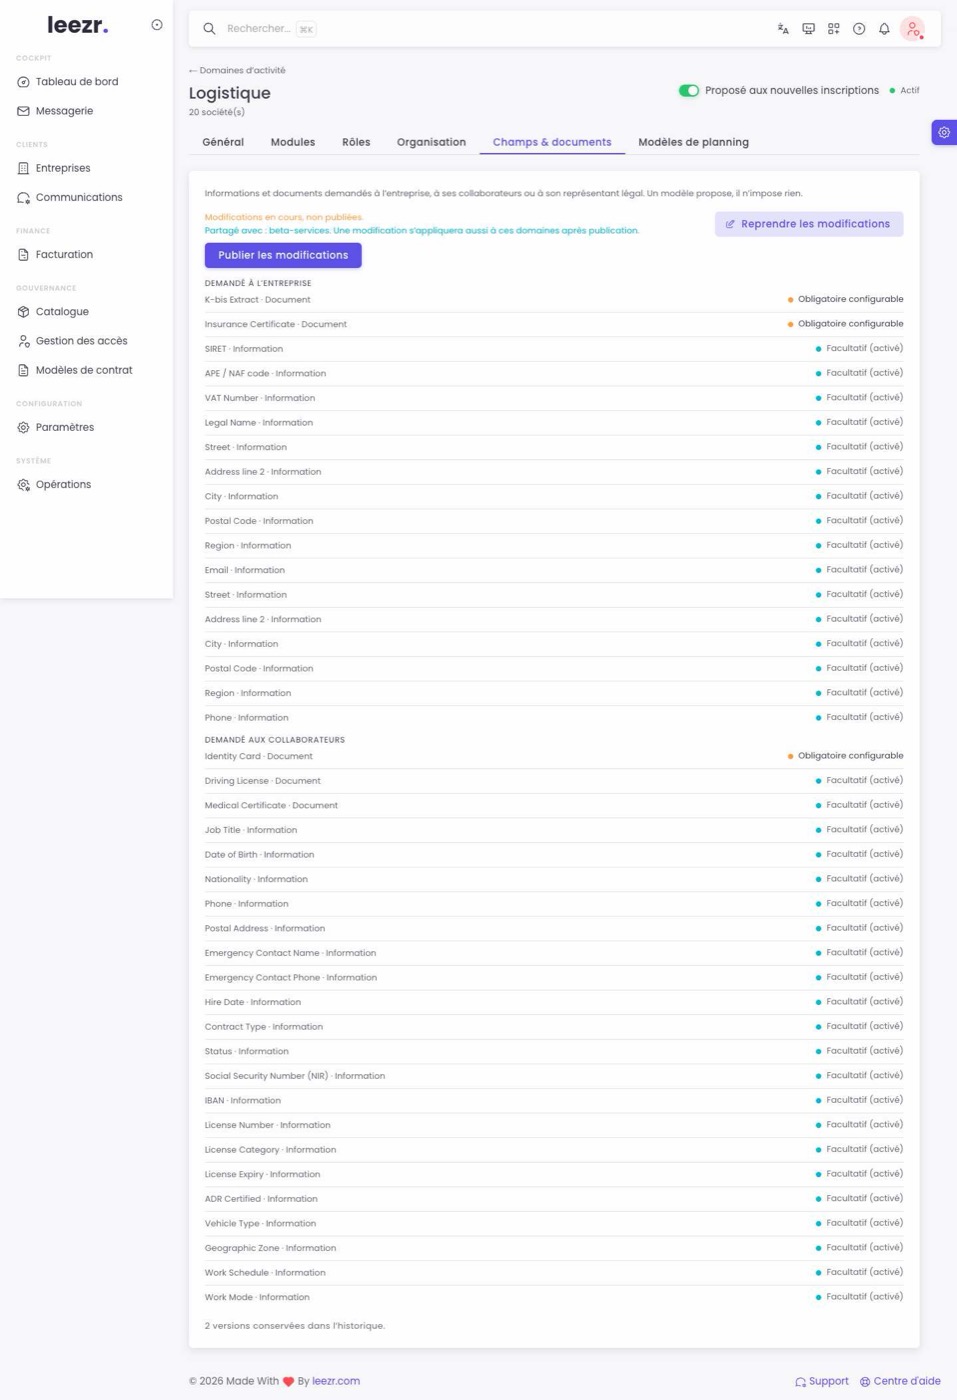 leezr.
Rechercher... ⌘K
COCKPIT
Tableau de bord
Messagerie
CLIENTS
Entreprises
Communications
FINANCE
Facturation
GOUVERNANCE
Catalogue
Gestion des accès
Modèles de contrat
CONFIGURATION
Paramètres
SYSTÈME
Opérations
← Domaines d'activité
Logistique
20 société(s)
Proposé aux nouvelles inscriptions
Actif
Général Modules Rôles Organisation Champs & documents Modèles de planning
Informations et documents demandés à l'entreprise, à ses collaborateurs ou à son représentant légal. Un modèle propose, il n'impose rien.
Modifications en cours, non publiées.
Partagé avec : beta-services. Une modification s'appliquera aussi à ces domaines après publication.
Reprendre les modifications
Publier les modifications
DEMANDÉ À L'ENTREPRISE
K-bis Extract · Document Obligatoire configurable
Insurance Certificate · Document Obligatoire configurable
SIRET · Information Facultatif (activé)
APE / NAF code · Information Facultatif (activé)
VAT Number · Information Facultatif (activé)
Legal Name · Information Facultatif (activé)
Street · Information Facultatif (activé)
Address line 2 · Information Facultatif (activé)
City · Information Facultatif (activé)
Postal Code · Information Facultatif (activé)
Region · Information Facultatif (activé)
Email · Information Facultatif (activé)
Street · Information Facultatif (activé)
Address line 2 · Information Facultatif (activé)
City · Information Facultatif (activé)
Postal Code · Information Facultatif (activé)
Region · Information Facultatif (activé)
Phone · Information Facultatif (activé)
DEMANDÉ AUX COLLABORATEURS
Identity Card · Document Obligatoire configurable
Driving License · Document Facultatif (activé)
Medical Certificate · Document Facultatif (activé)
Job Title · Information Facultatif (activé)
Date of Birth · Information Facultatif (activé)
Nationality · Information Facultatif (activé)
Phone · Information Facultatif (activé)
Postal Address · Information Facultatif (activé)
Emergency Contact Name · Information Facultatif (activé)
Emergency Contact Phone · Information Facultatif (activé)
Hire Date · Information Facultatif (activé)
Contract Type · Information Facultatif (activé)
Status · Information Facultatif (activé)
Social Security Number (NIR) · Information Facultatif (activé)
IBAN · Information Facultatif (activé)
License Number · Information Facultatif (activé)
License Category · Information Facultatif (activé)
License Expiry · Information Facultatif (activé)
ADR Certified · Information Facultatif (activé)
Vehicle Type · Information Facultatif (activé)
Geographic Zone · Information Facultatif (activé)
Work Schedule · Information Facultatif (activé)
Work Mode · Information Facultatif (activé)
2 versions conservées dans l'historique.
© 2026 Made With ❤ By leezr.com
Support Centre d'aide